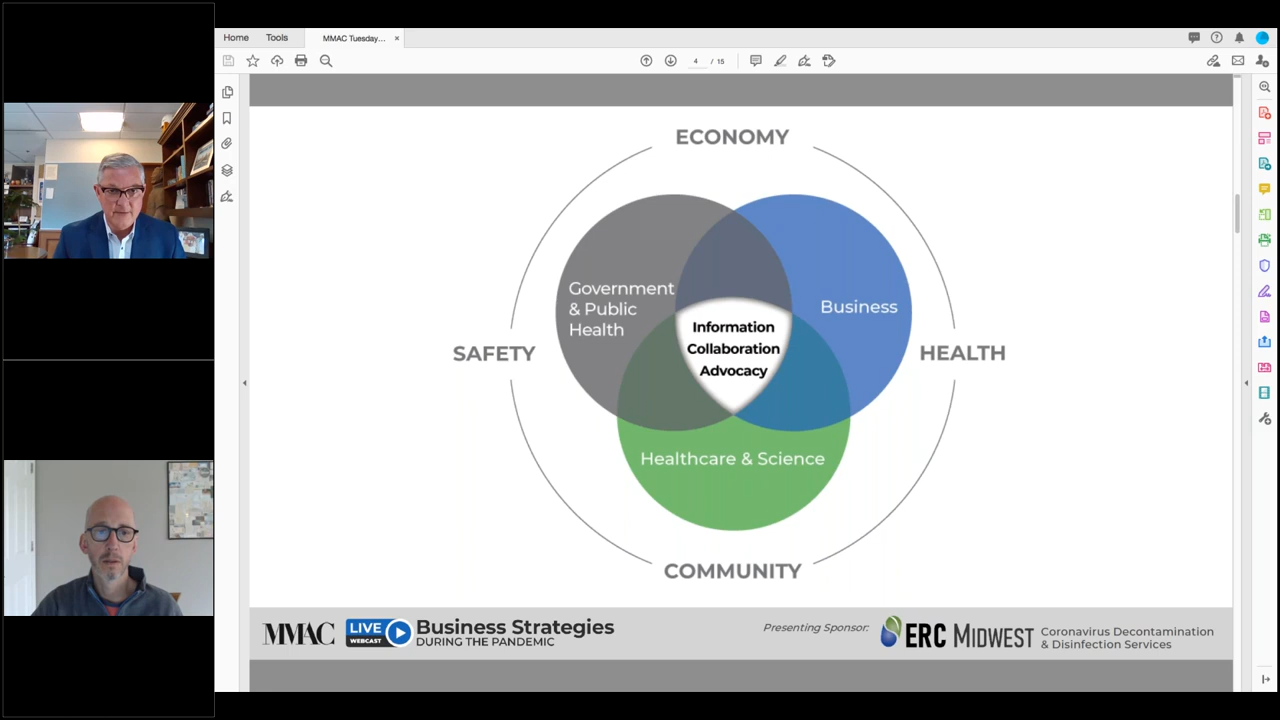 Home Tools MMAC Tuesday... ×
4 / 15
ECONOMY
Government
& Public
Health
Business
Information
Collaboration
Advocacy
SAFETY
HEALTH
Healthcare & Science
COMMUNITY
MMAC LIVE WEBCAST Business Strategies
DURING THE PANDEMIC
Presenting Sponsor:
ERC MIDWEST
Coronavirus Decontamination
& Disinfection Services